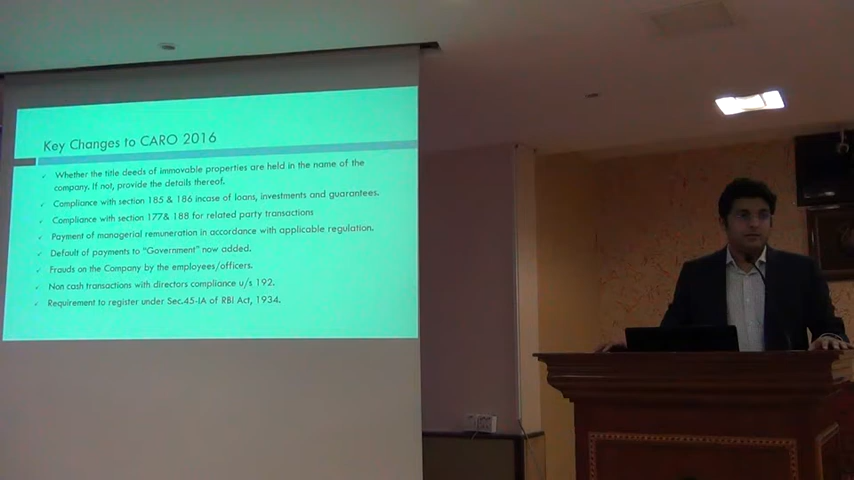 Key Changes to CARO 2016
✓ Whether the title deeds of immovable properties are held in the name of the
company. If not, provide the details thereof.
✓ Compliance with section 185 & 186 incase of loans, investments and guarantees.
✓ Compliance with section 177& 188 for related party transactions
✓ Payment of managerial remuneration in accordance with applicable regulation.
✓ Default of payments to "Government" now added.
✓ Frauds on the Company by the employees/officers.
✓ Non cash transactions with directors compliance u/s 192.
✓ Requirement to register under Sec.45-IA of RBI Act, 1934.